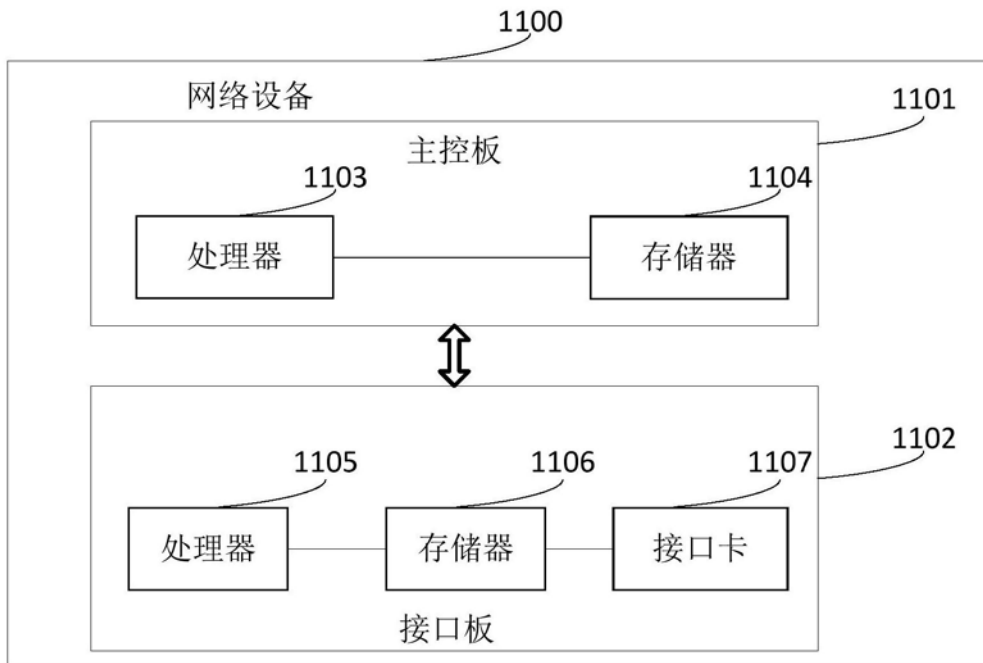 1100
网络设备
1101
主控板
1103
1104
处理器
存储器
1102
1105
1106
1107
处理器
存储器
接口卡
接口板